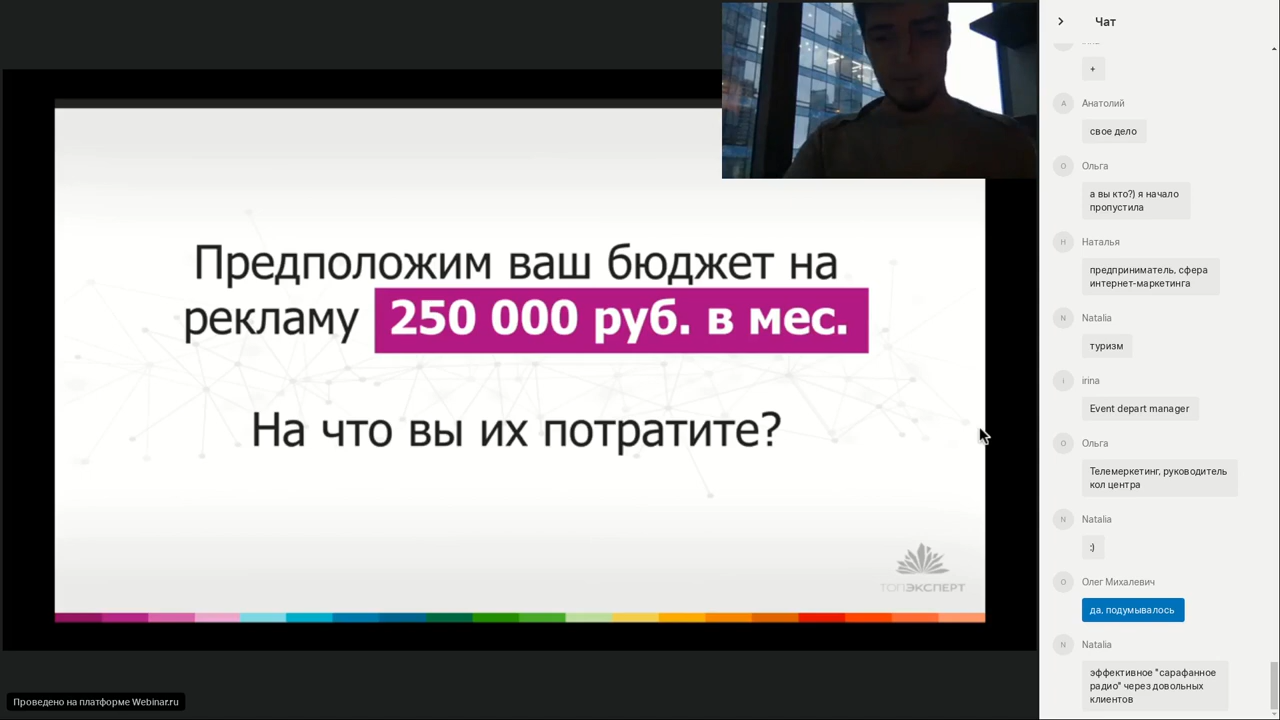 Предположим ваш бюджет на
рекламу 250 000 руб. в мес.
На что вы их потратите?
ТОПЭКСПЕРТ
Проведено на платформе Webinar.ru
Чат
+
А Анатолий
свое дело
О Ольга
а вы кто?) я начало
пропустила
Н Наталья
предприниматель, сфера
интернет-маркетинга
N Natalia
туризм
i irina
Event depart manager
О Ольга
Телемеркетинг, руководитель
кол центра
N Natalia
:)
О Олег Михалевич
да, подумывалось
N Natalia
эффективное "сарафанное
радио" через довольных
клиентов